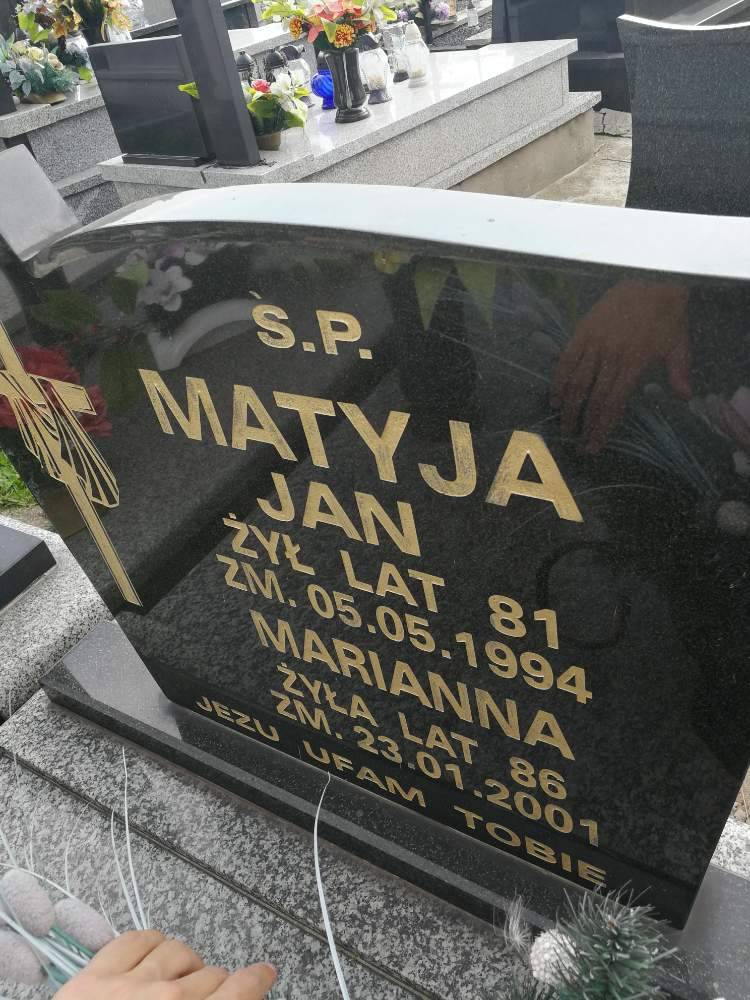 Ś.P.
MATYJA
JAN
ŻYŁ LAT 81
ZM. 05.05.1994
MARIANNA
ŻYŁA LAT 86
ZM. 23.01.2001
JEZU UFAM TOBIE